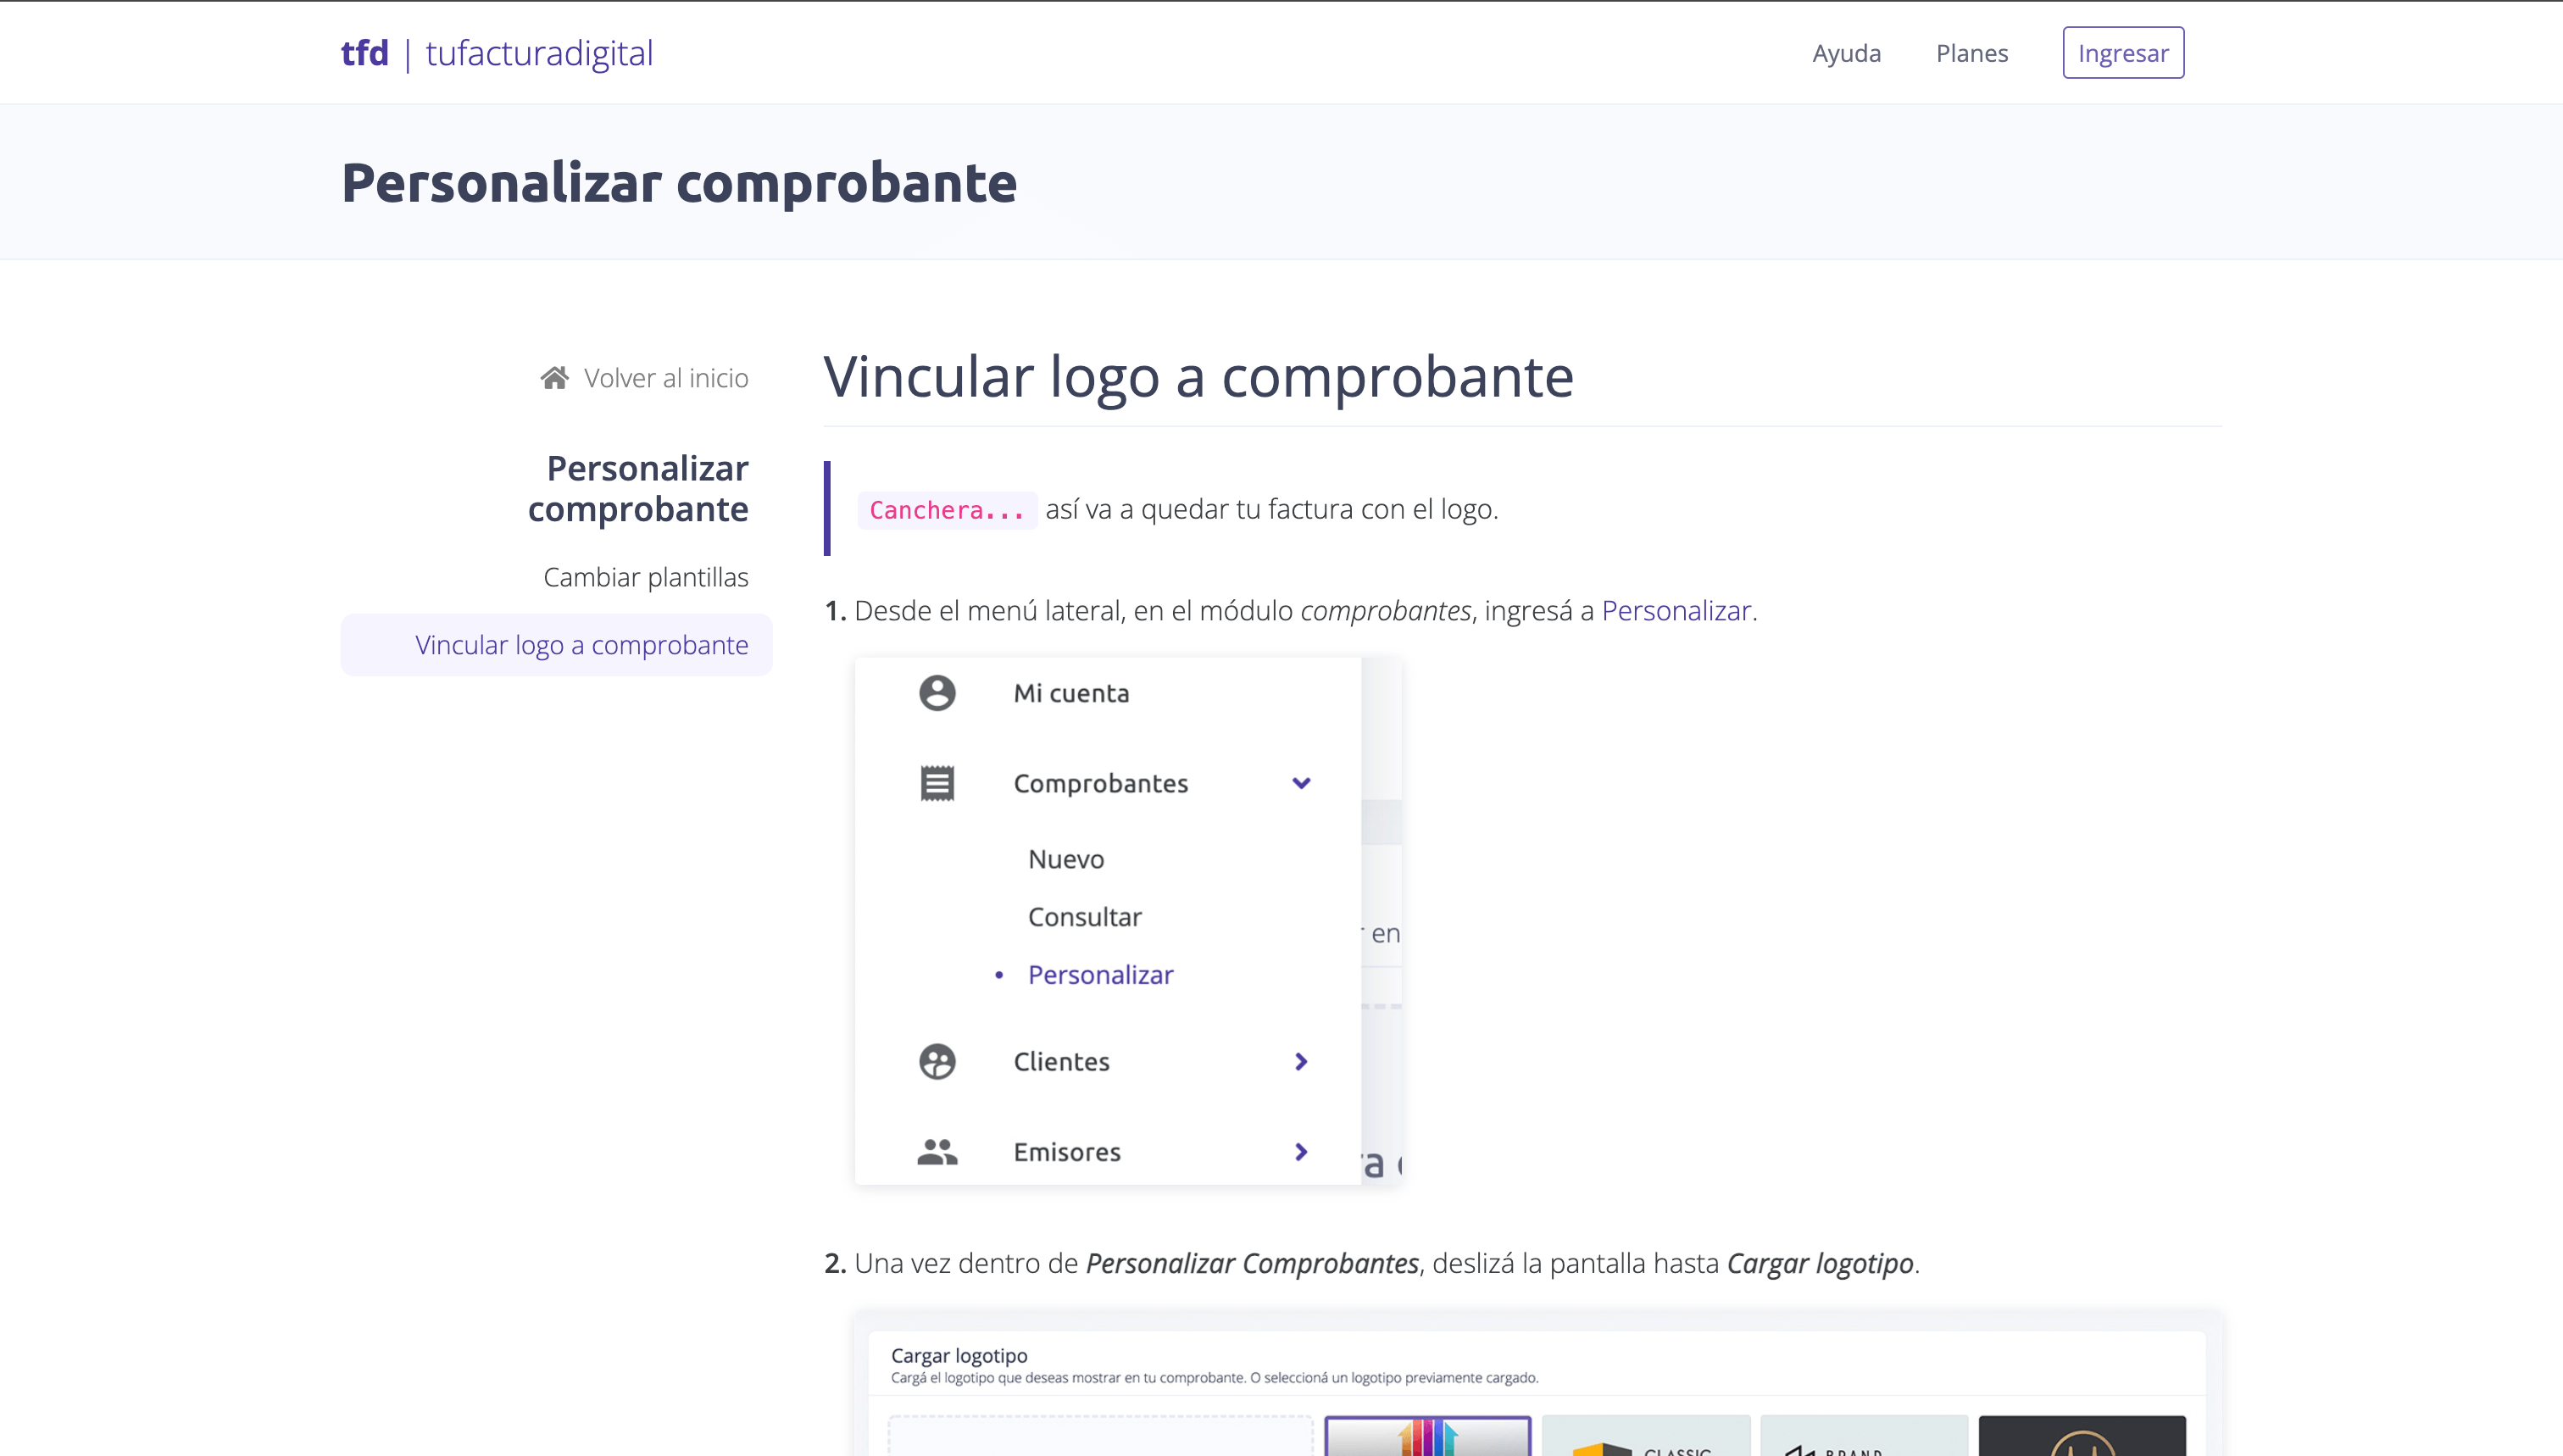 tfd | tufacturadigital
Ayuda
Planes
Ingresar
Personalizar comprobante
Volver al inicio
Personalizar
comprobante
Cambiar plantillas
Vincular logo a comprobante
Vincular logo a comprobante
Canchera... así va a quedar tu factura con el logo.
1. Desde el menú lateral, en el módulo comprobantes, ingresá a Personalizar.
Mi cuenta
Comprobantes
Nuevo
Consultar
• Personalizar
Clientes
Emisores
en
2. Una vez dentro de Personalizar Comprobantes, deslizá la pantalla hasta Cargar logotipo.
Cargar logotipo
Cargá el logotipo que deseas mostrar en tu comprobante. O seleccioná un logotipo previamente cargado.
CLASSIC
BRAND